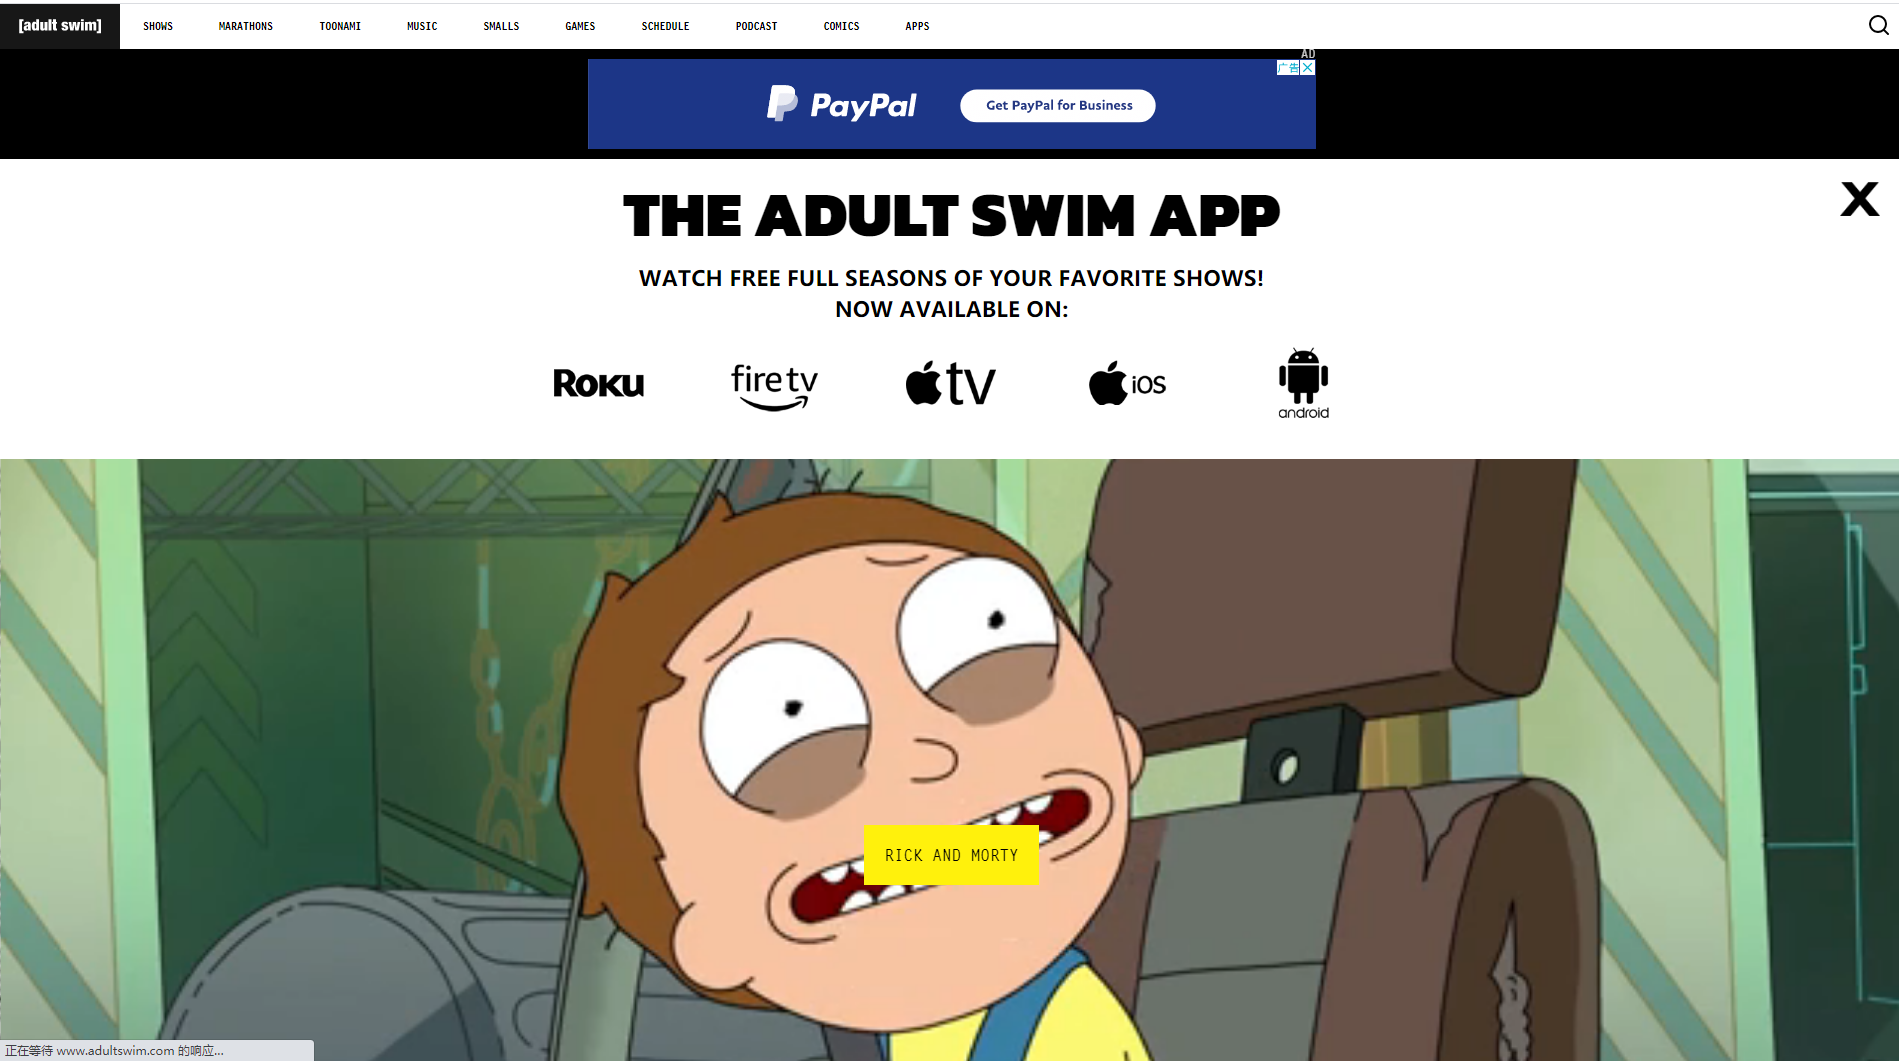 [adult swim]
SHOWS MARATHONS TOONAMI MUSIC SMALLS GAMES SCHEDULE PODCAST COMICS APPS
AD
广告
PayPal Get PayPal for Business
THE ADULT SWIM APP
WATCH FREE FULL SEASONS OF YOUR FAVORITE SHOWS!
NOW AVAILABLE ON:
ROKU fire tv tv iOS android
RICK AND MORTY
正在等待 www.adultswim.com 的响应...